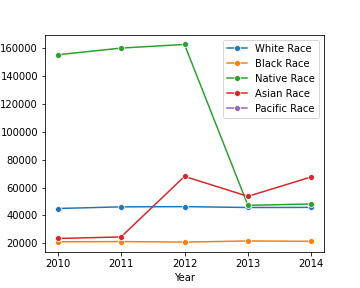 160000
140000
120000
100000
80000
60000
40000
20000
White Race
Black Race
Native Race
Asian Race
Pacific Race
2010 2011 2012 2013 2014
Year